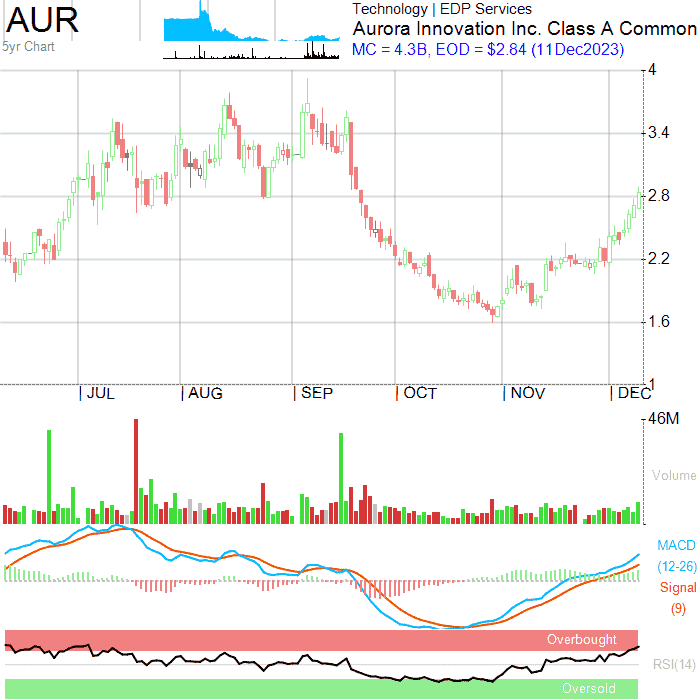 AUR
5yr Chart
Technology | EDP Services
Aurora Innovation Inc. Class A Common
MC = 4.3B, EOD = $2.84 (11Dec2023)
4
3.4
2.8
2.2
1.6
1
| JUL | AUG | SEP | OCT | NOV | DEC
46M
Volume
MACD
(12-26)
Signal
(9)
Overbought
RSI(14)
Oversold